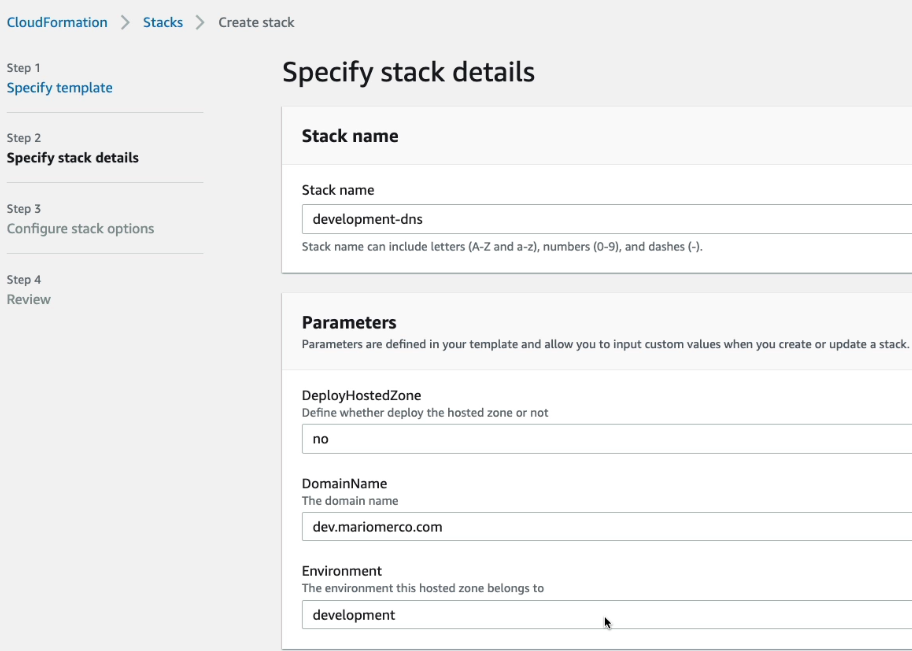 CloudFormation > Stacks > Create stack
Step 1
Specify template
Step 2
Specify stack details
Step 3
Configure stack options
Step 4
Review
Specify stack details
Stack name
Stack name
development-dns
Stack name can include letters (A-Z and a-z), numbers (0-9), and dashes (-).
Parameters
Parameters are defined in your template and allow you to input custom values when you create or update a stack.
DeployHostedZone
Define whether deploy the hosted zone or not
no
DomainName
The domain name
dev.mariomerco.com
Environment
The environment this hosted zone belongs to
development